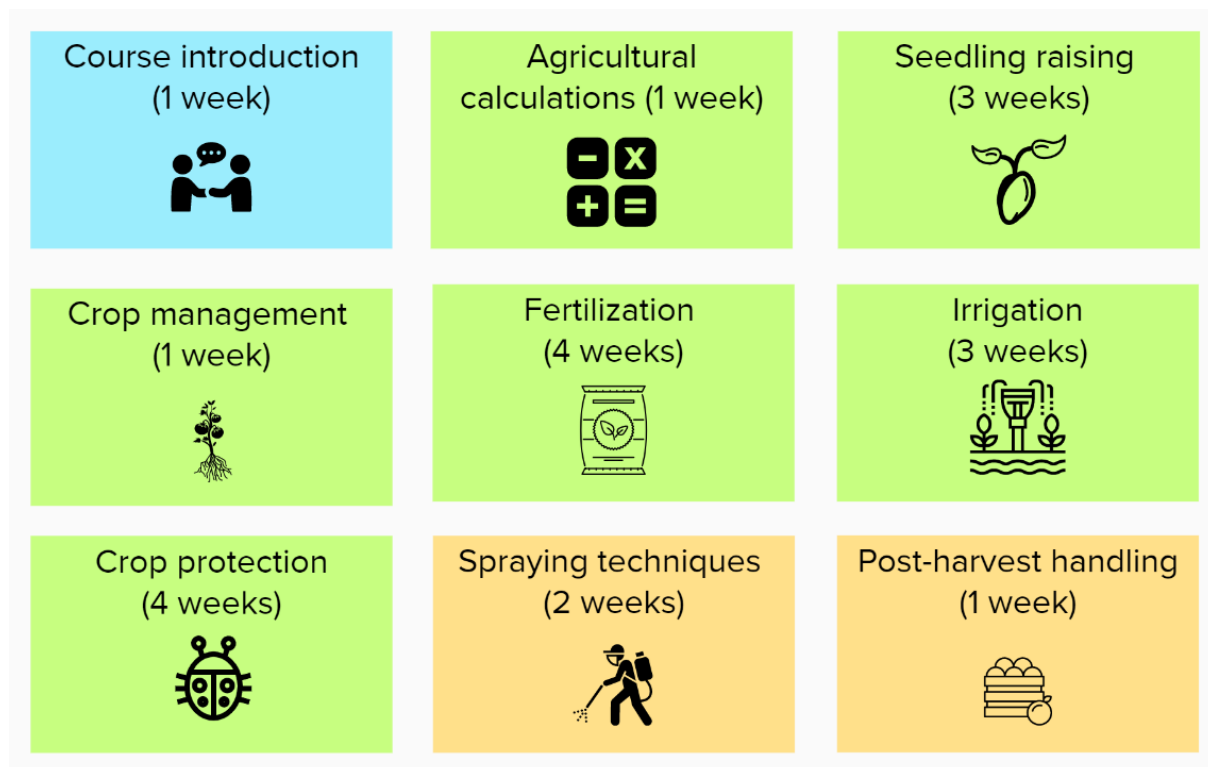 Course introduction
(1 week)
Agricultural
calculations (1 week)
Seedling raising
(3 weeks)
Crop management
(1 week)
Fertilization
(4 weeks)
Irrigation
(3 weeks)
Crop protection
(4 weeks)
Spraying techniques
(2 weeks)
Post-harvest handling
(1 week)